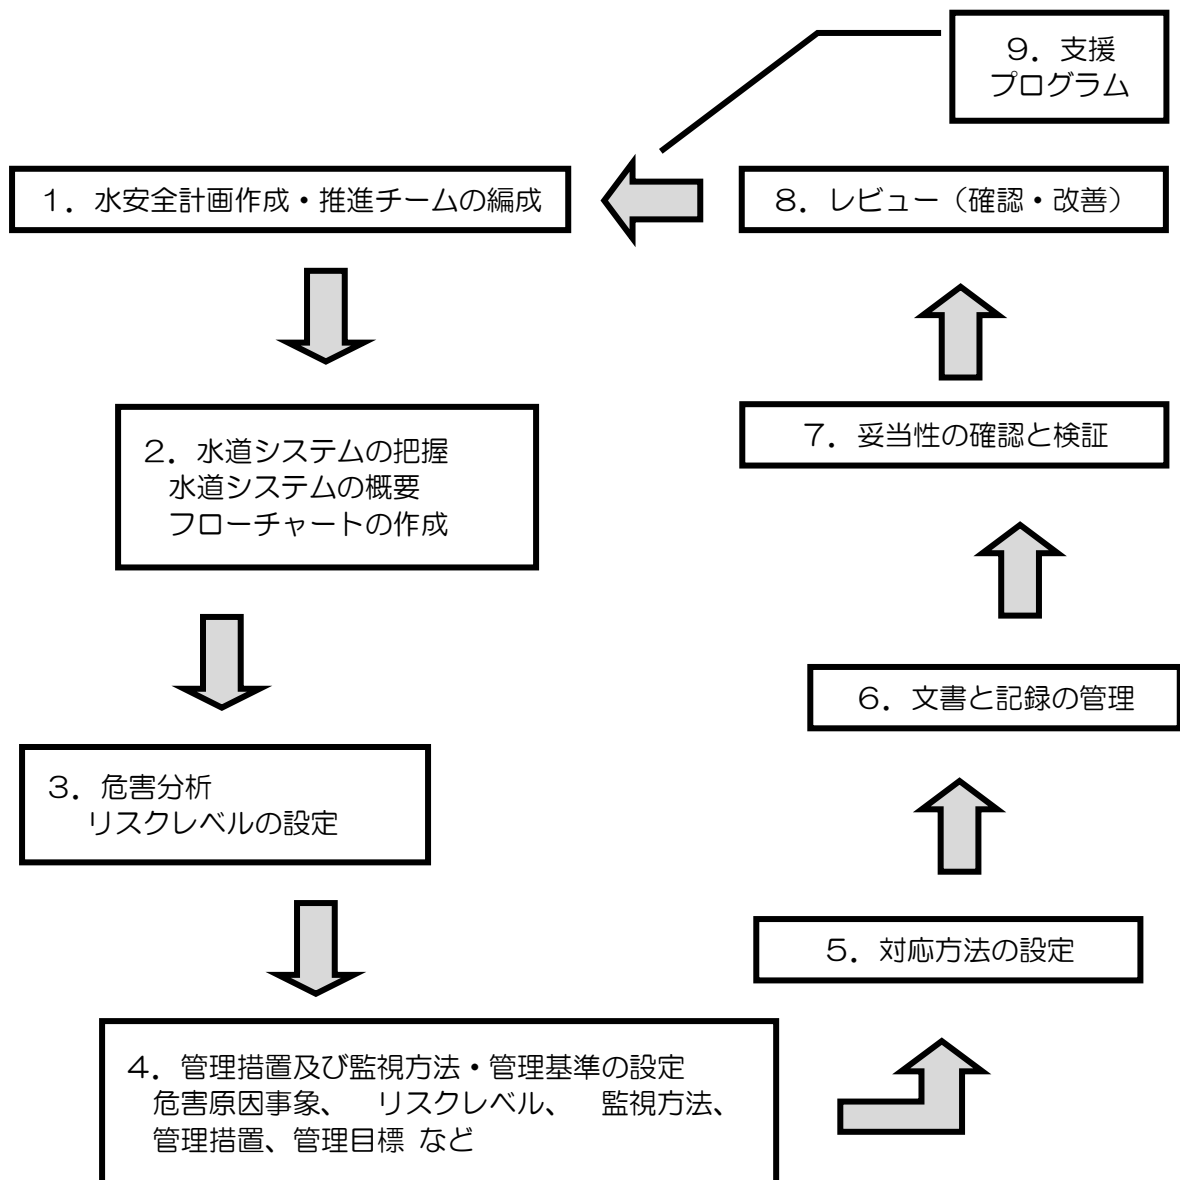 9．支援
プログラム
1．水安全計画作成・推進チームの編成
8．レビュー（確認・改善）
2．水道システムの把握
水道システムの概要
フローチャートの作成
7．妥当性の確認と検証
6．文書と記録の管理
3．危害分析
リスクレベルの設定
5．対応方法の設定
4．管理措置及び監視方法・管理基準の設定
危害原因事象、　リスクレベル、　監視方法、
管理措置、管理目標 など